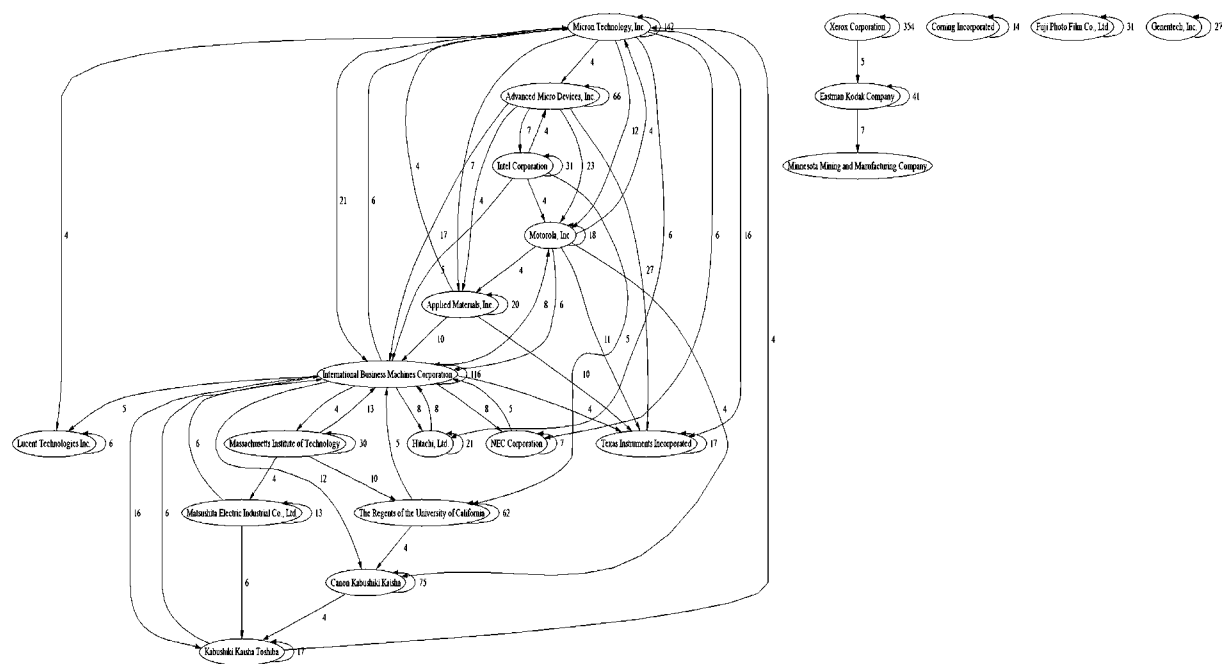 Micron Technology, Inc. 142
Xerox Corporation 354
Corning Incorporated 14
Fuji Photo Film Co., Ltd 31
Genentech, Inc. 27
4
5
Advanced Micro Devices, Inc. 66
Eastman Kodak Company 41
7 4 12 4
7
4 7 Intel Corporation 31 23
Minnesota Mining and Manufacturing Company
21 6 4 4
17 Motorola, Inc. 18 6 6 16
4 5 4 27
Applied Materials, Inc. 20 8 6
10 11 5 4
International Business Machines Corporation 116
10
5 4 13 8 8 8 5 4 4
Lucent Technologies Inc. 6
Massachusetts Institute of Technology 30
Hitachi, Ltd. 21
NEC Corporation 7
Texas Instruments Incorporated 17
6 5
4 12 10
16 6 Matsushita Electric Industrial Co., Ltd. 13
The Regents of the University of California 62
4
6 Canon Kabushiki Kaisha 75
4
Kabushiki Kaisha Toshiba 17